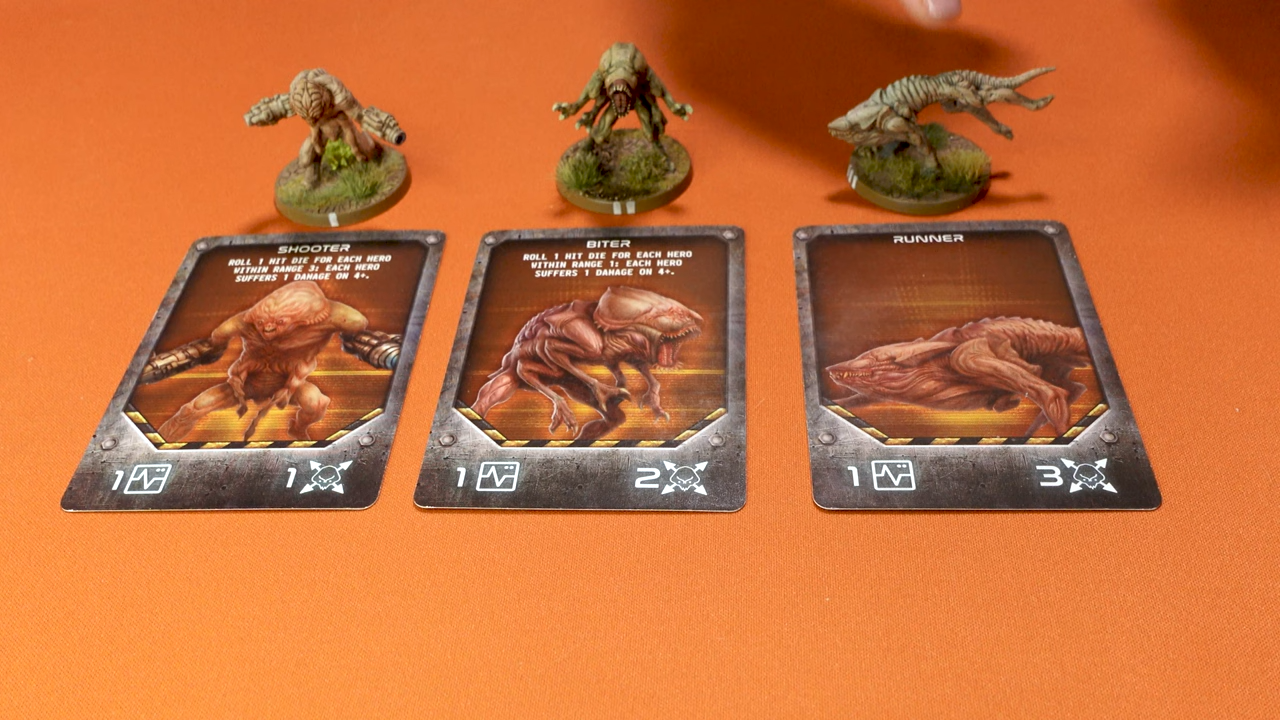 SHOOTER
ROLL 1 HIT DIE FOR EACH HERO
WITHIN RANGE 3: EACH HERO
SUFFERS 1 DAMAGE ON 4+.
1
1
BITER
ROLL 1 HIT DIE FOR EACH HERO
WITHIN RANGE 1: EACH HERO
SUFFERS 1 DAMAGE ON 4+.
1
2
RUNNER
1
3